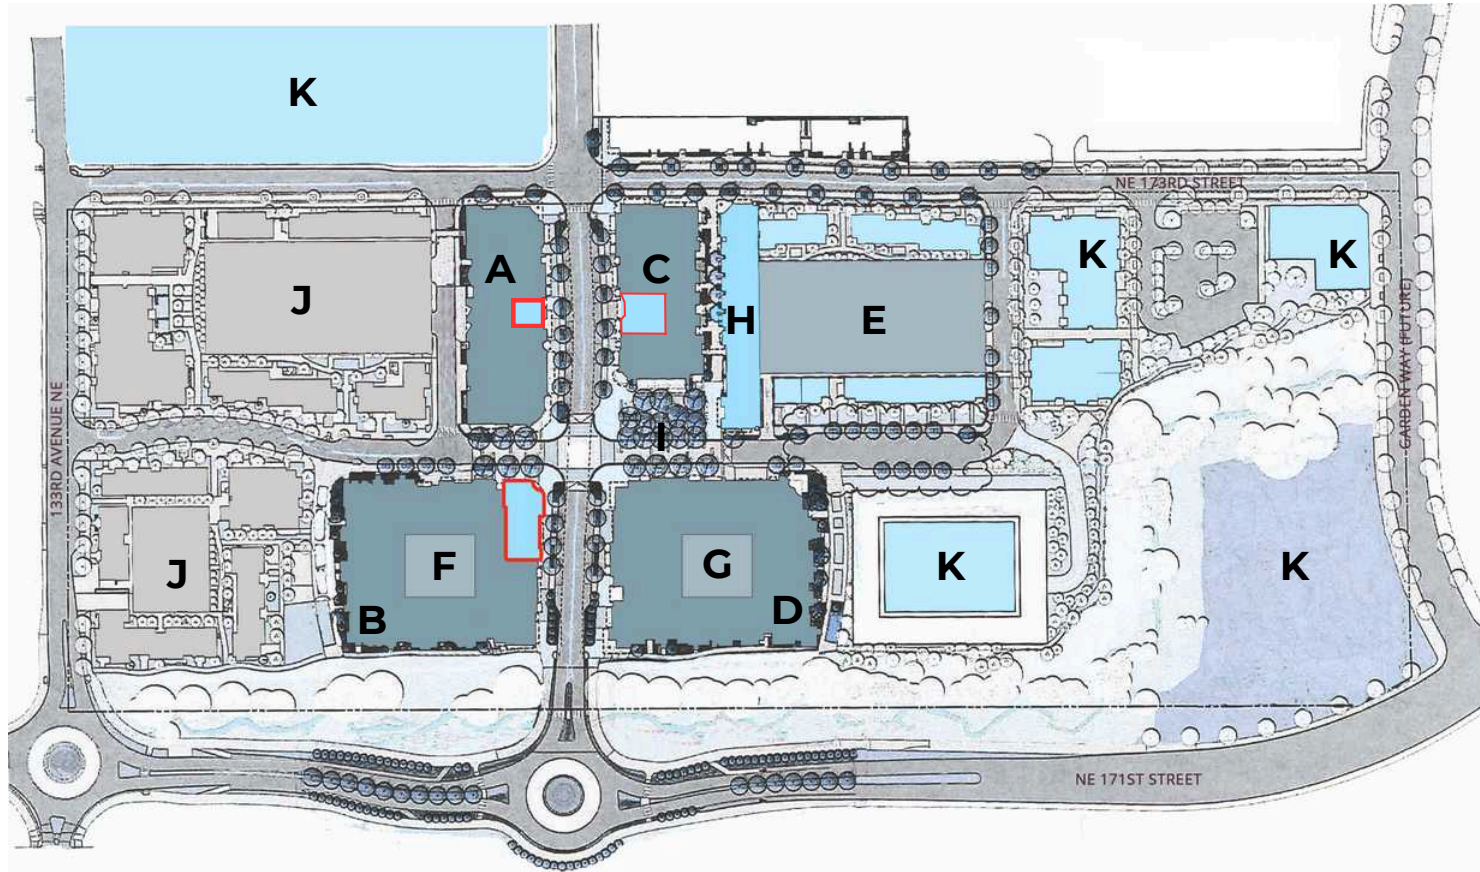 K
NE 173RD STREET
A
C
K
K
J
H
E
GARDEN WAY (FUTURE)
133RD AVENUE NE
I
J
F
G
K
K
B
D
NE 171ST STREET